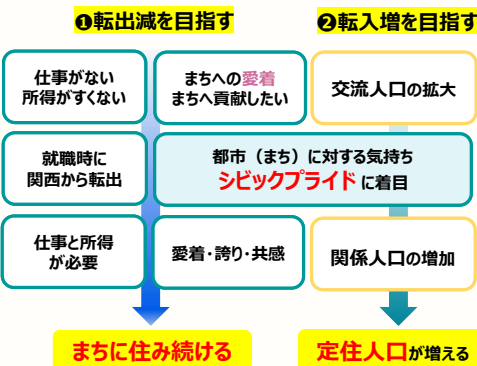 ❶転出減を目指す
❷転入増を目指す
仕事がない
所得がすくない
まちへの愛着
まちへ貢献したい
交流人口の拡大
就職時に
関西から転出
都市（まち）に対する気持ち
シビックプライドに着目
仕事と所得
が必要
愛着・誇り・共感
関係人口の増加
まちに住み続ける
定住人口が増える